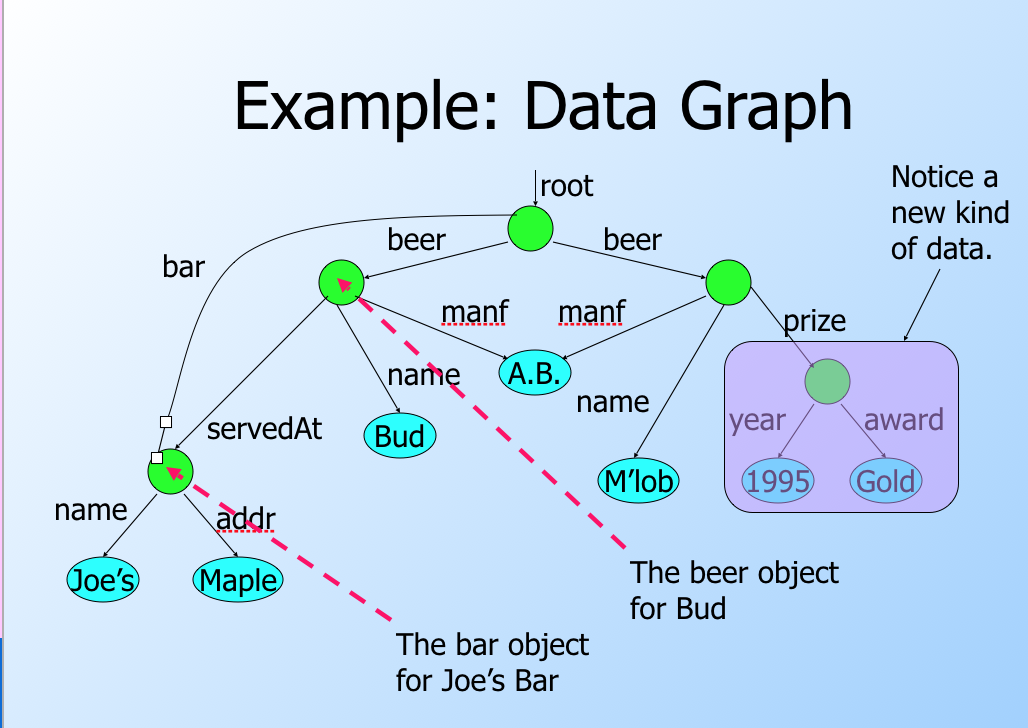 Example: Data Graph
root
Notice a
new kind
of data.
beer
beer
bar
manf
manf
prize
A.B.
name
name
servedAt
Bud
year
award
M'lob
1995
Gold
name
addr
Joe's
Maple
The beer object
for Bud
The bar object
for Joe's Bar